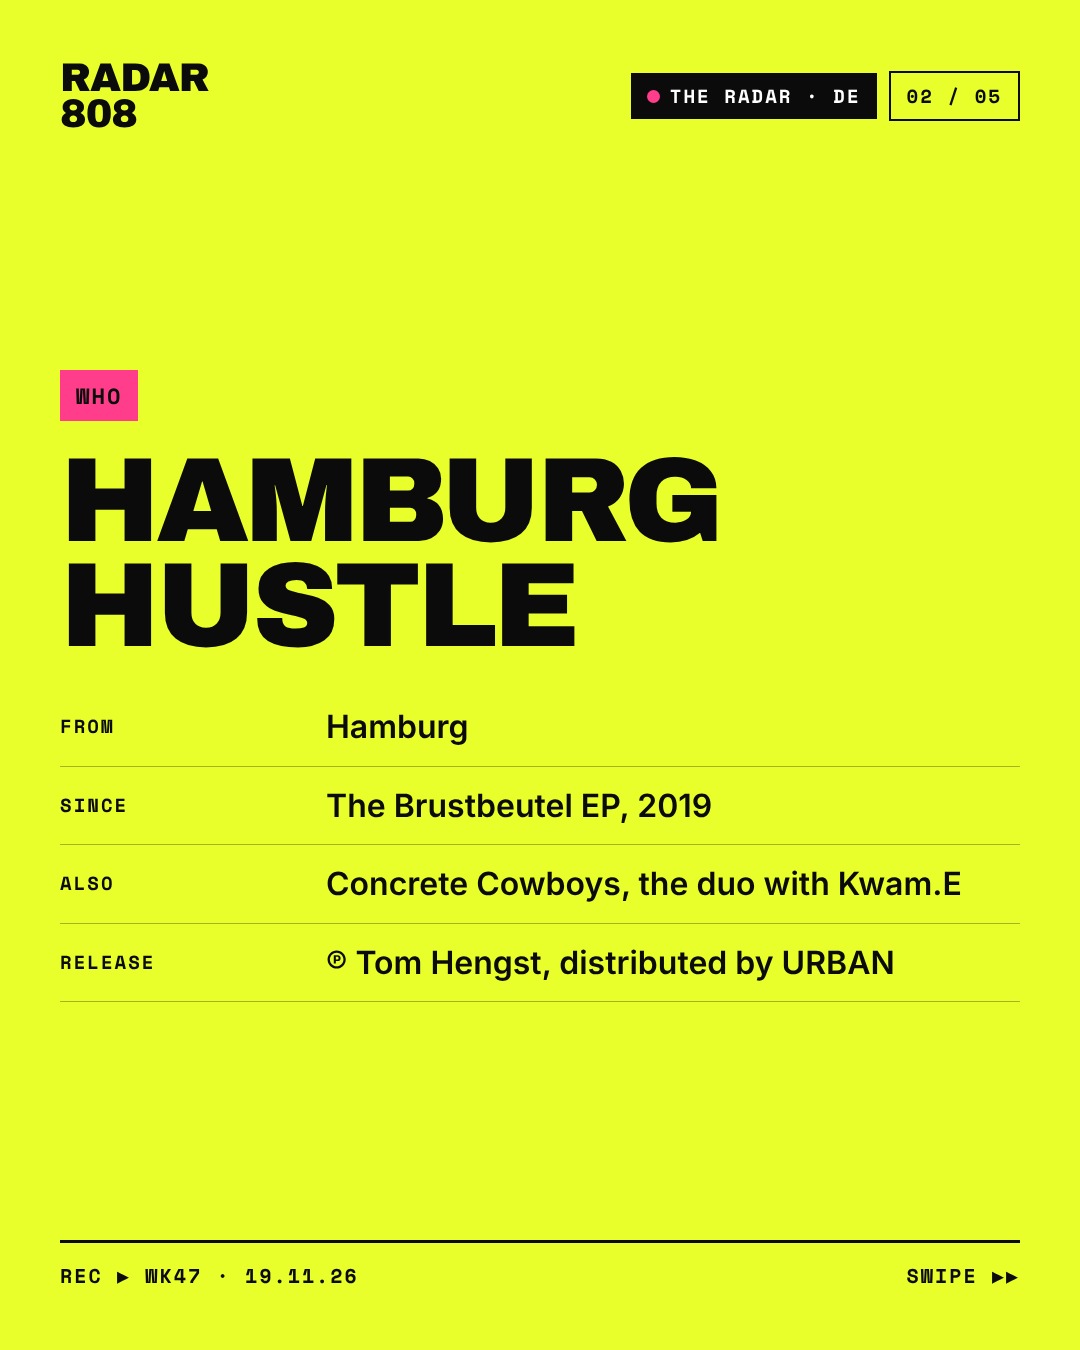 RADAR
808
THE RADAR · DE
02 / 05
WHO
HAMBURG
HUSTLE
FROM Hamburg
SINCE The Brustbeutel EP, 2019
ALSO Concrete Cowboys, the duo with Kwam.E
RELEASE ℗ Tom Hengst, distributed by URBAN
REC ▶ WK47 · 19.11.26
SWIPE ▶▶